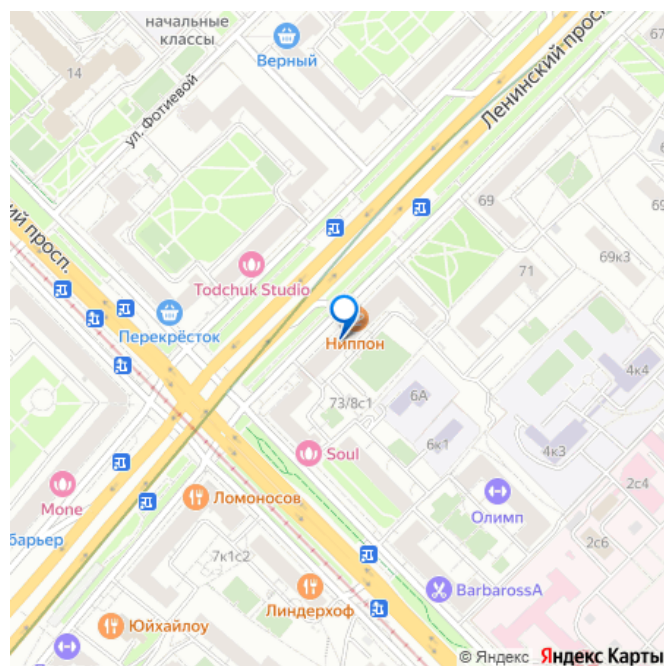 начальные
классы
Верный
14
ул. Фотиевой
Ленинский просп
67
69
69
69к3
71
ий просп.
Todchuk Studio
Перекрёсток
Ниппон
73/8с1
6А
6к1
4к4
4к3
2с4
2с6
Soul
Mone
Ломоносов
Олимп
барьер
7к1с2
Линдерхоф
BarbarossA
Юйхайлоу
© Яндекс Яндекс Карты